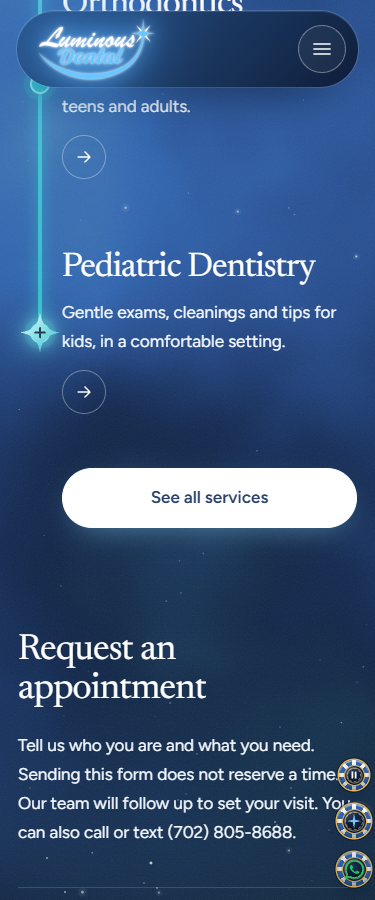 Orthodontics
Luminous
Dental
teens and adults.
Pediatric Dentistry
Gentle exams, cleanings and tips for
kids, in a comfortable setting.
See all services
Request an
appointment
Tell us who you are and what you need.
Sending this form does not reserve a time.
Our team will follow up to set your visit. You
can also call or text (702) 805-8688.